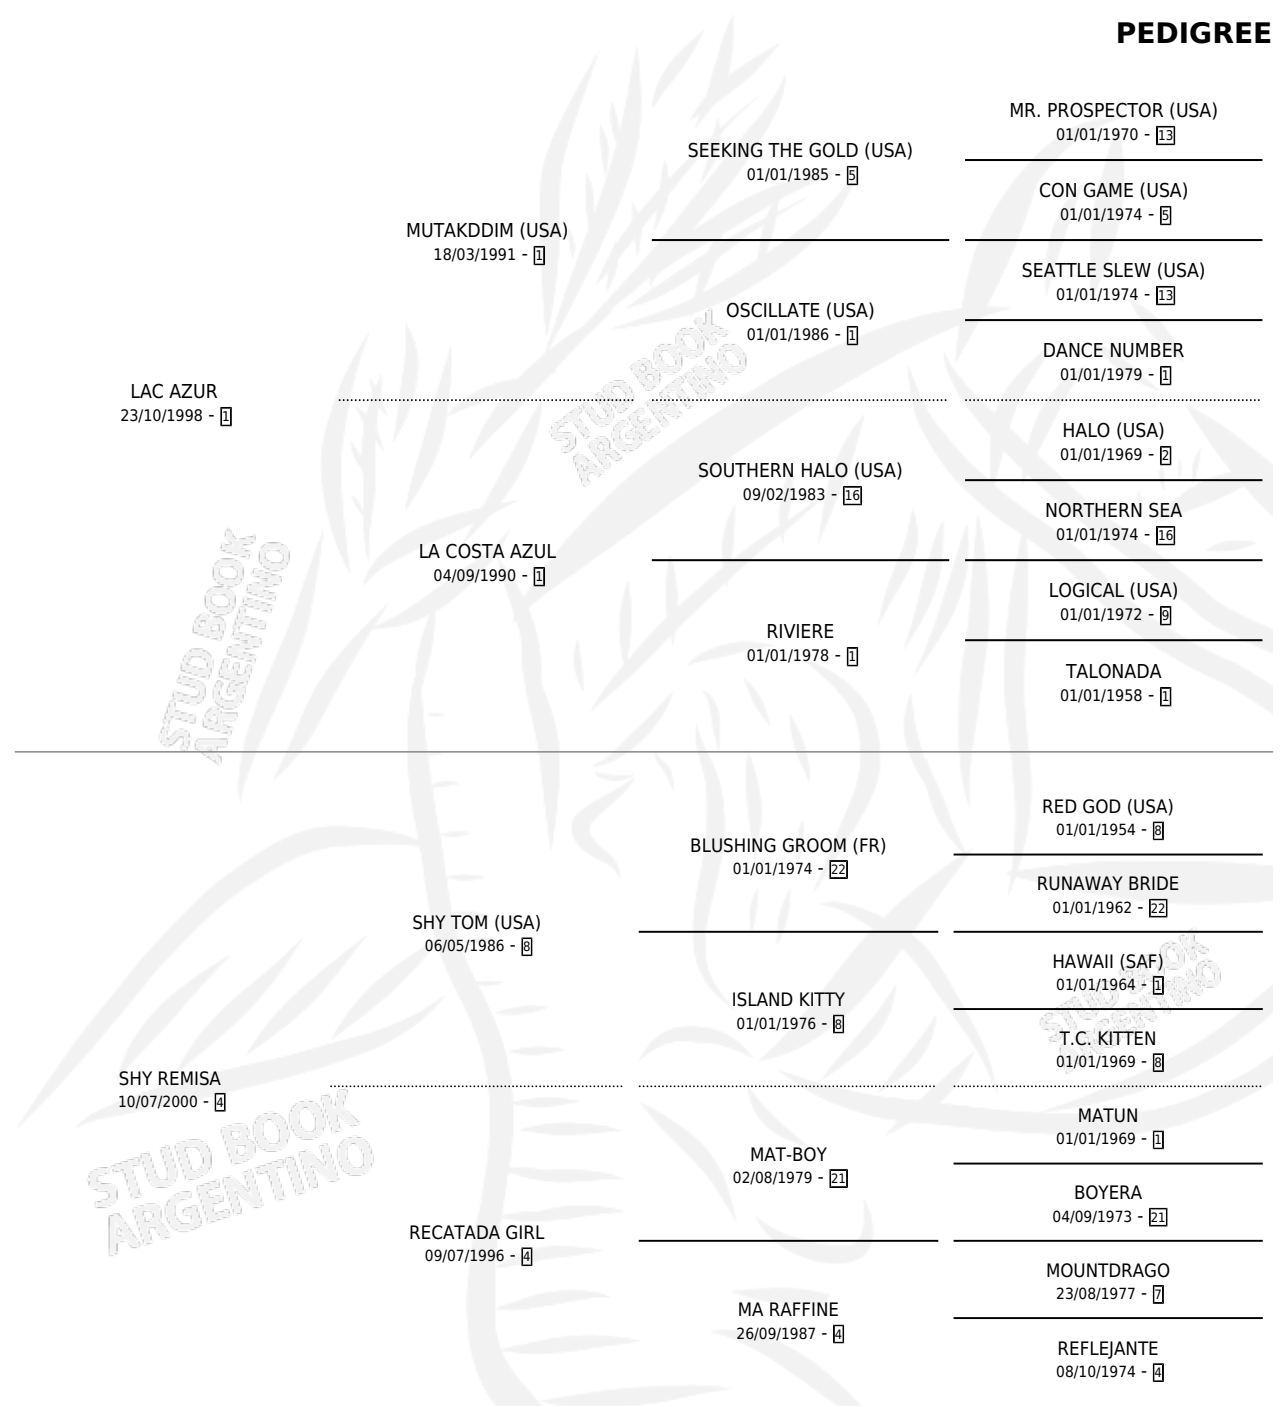 PEDIGREE
MR. PROSPECTOR (USA)
01/01/1970 - 13
SEEKING THE GOLD (USA)
01/01/1985 - 5
CON GAME (USA)
01/01/1974 - 5
MUTAKDDIM (USA)
18/03/1991 - 1
SEATTLE SLEW (USA)
01/01/1974 - 13
OSCILLATE (USA)
01/01/1986 - 1
DANCE NUMBER
01/01/1979 - 1
LAC AZUR
23/10/1998 - 1
HALO (USA)
01/01/1969 - 2
SOUTHERN HALO (USA)
09/02/1983 - 16
NORTHERN SEA
01/01/1974 - 16
LA COSTA AZUL
04/09/1990 - 1
LOGICAL (USA)
01/01/1972 - 9
RIVIERE
01/01/1978 - 1
TALONADA
01/01/1958 - 1
RED GOD (USA)
01/01/1954 - 8
BLUSHING GROOM (FR)
01/01/1974 - 22
RUNAWAY BRIDE
01/01/1962 - 22
SHY TOM (USA)
06/05/1986 - 8
HAWAII (SAF)
01/01/1964 - 1
ISLAND KITTY
01/01/1976 - 8
T.C. KITTEN
01/01/1969 - 8
SHY REMISA
10/07/2000 - 4
MATUN
01/01/1969 - 1
MAT-BOY
02/08/1979 - 21
BOYERA
04/09/1973 - 21
RECATADA GIRL
09/07/1996 - 4
MOUNTDRAGO
23/08/1977 - 7
MA RAFFINE
26/09/1987 - 4
REFLEJANTE
08/10/1974 - 4
STUD BOOK
ARGENTINO
STUD BOOK
ARGENTINO
STUD BOOK
ARGENTINO
STUD BOOK
ARGENTINO